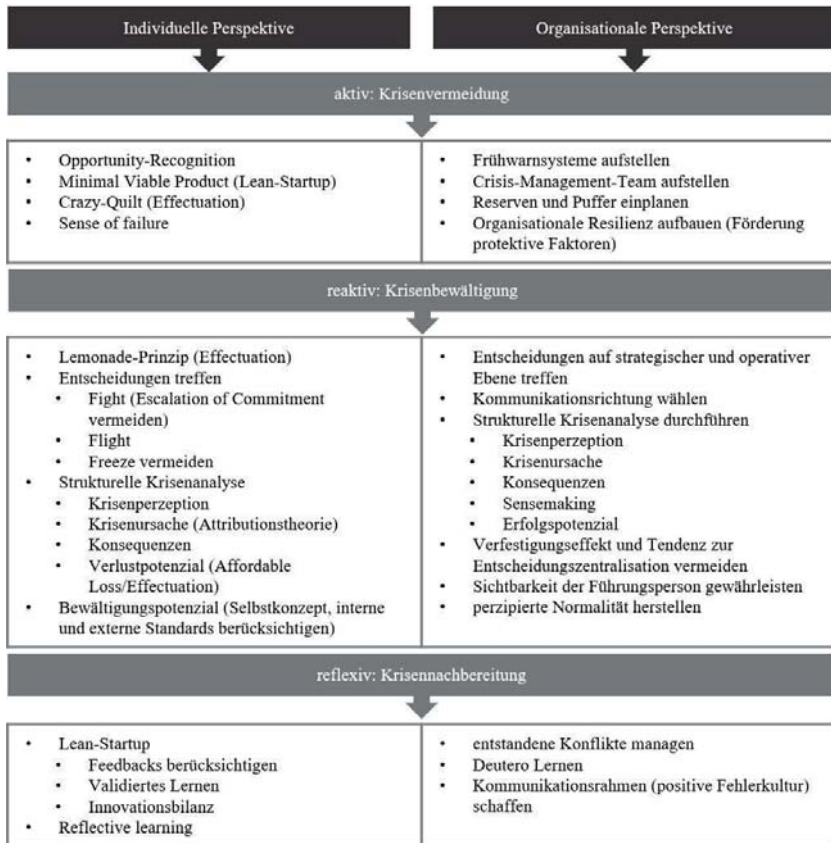 Individuelle Perspektive
Organisationale Perspektive
aktiv: Krisenvermeidung
• Opportunity-Recognition
• Minimal Viable Product (Lean-Startup)
• Crazy-Quilt (Effectuation)
• Sense of failure
• Frühwarnsysteme aufstellen
• Crisis-Management-Team aufstellen
• Reserven und Puffer einplanen
• Organisationale Resilienz aufbauen (Förderung
protektive Faktoren)
reaktiv: Krisenbewältigung
• Lemonade-Prinzip (Effectuation)
• Entscheidungen treffen
• Fight (Escalation of Commitment
vermeiden)
• Flight
• Freeze vermeiden
• Strukturelle Krisenanalyse
• Krisenperzeption
• Krisenursache (Attributionstheorie)
• Konsequenzen
• Verlustpotenzial (Affordable
Loss/Effectuation)
• Bewältigungspotenzial (Selbstkonzept, interne
und externe Standards berücksichtigen)
• Entscheidungen auf strategischer und operativer
Ebene treffen
• Kommunikationsrichtung wählen
• Strukturelle Krisenanalyse durchführen
• Krisenperzeption
• Krisenursache
• Konsequenzen
• Sensemaking
• Erfolgspotenzial
• Verfestigungseffekt und Tendenz zur
Entscheidungszentralisation vermeiden
• Sichtbarkeit der Führungsperson gewährleisten
• perzipierte Normalität herstellen
reflexiv: Krisennachbereitung
• Lean-Startup
• Feedbacks berücksichtigen
• Validiertes Lernen
• Innovationsbilanz
• Reflective learning
• entstandene Konflikte managen
• Deutero Lernen
• Kommunikationsrahmen (positive Fehlerkultur)
schaffen